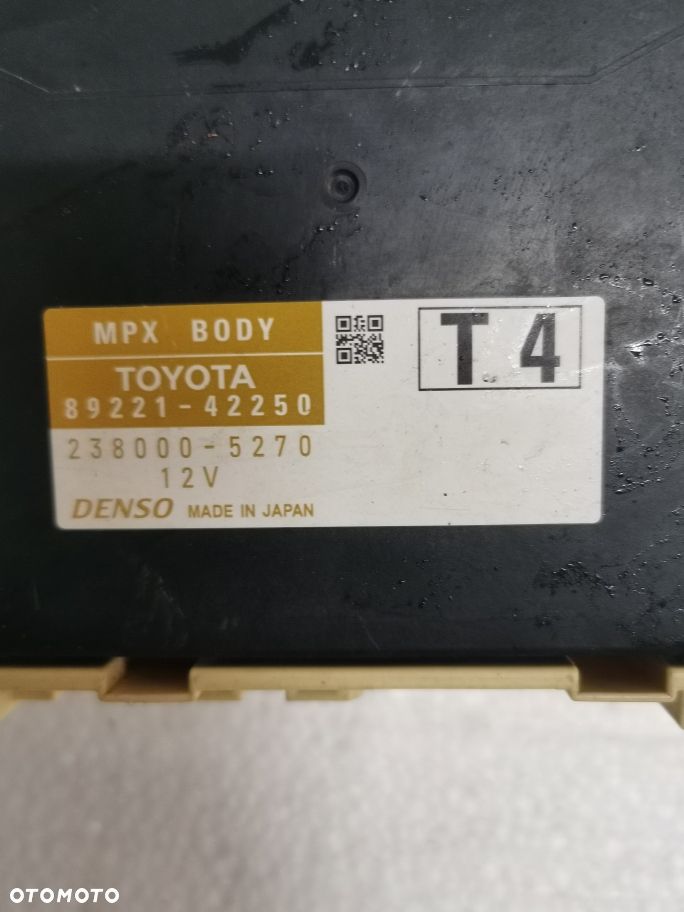 MPX BODY
TOYOTA
89221-42250
T.4
238000-5270
12V
DENSO MADE IN JAPAN
OTOMOTO